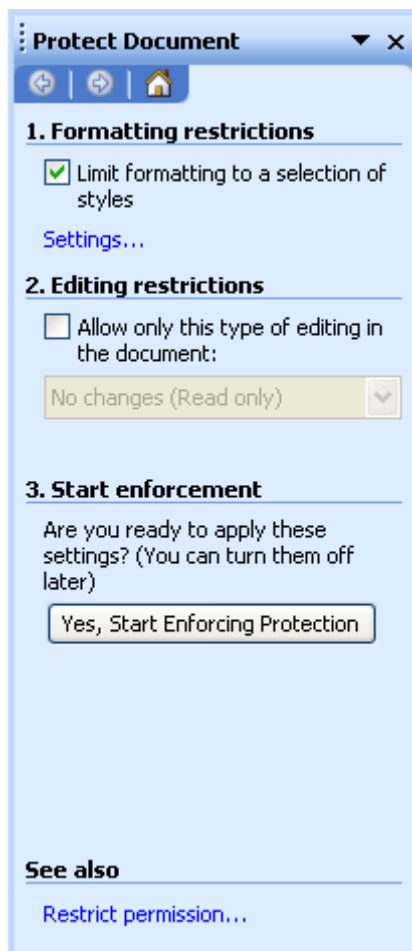 Protect Document
1. Formatting restrictions
Limit formatting to a selection of
styles
Settings...
2. Editing restrictions
Allow only this type of editing in
the document:
No changes (Read only)
3. Start enforcement
Are you ready to apply these
settings? (You can turn them off
later)
Yes, Start Enforcing Protection
See also
Restrict permission...